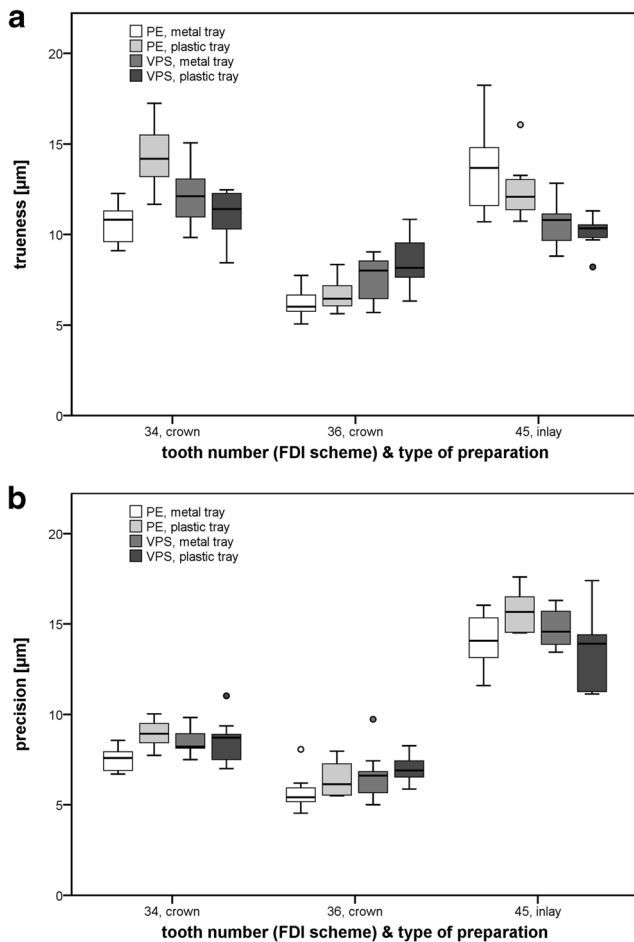 a
PE, metal tray
PE, plastic tray
VPS, metal tray
VPS, plastic tray
20
15
10
5
0
trueness [µm]
34, crown
36, crown
45, inlay
tooth number (FDI scheme) & type of preparation
b
PE, metal tray
PE, plastic tray
VPS, metal tray
VPS, plastic tray
20
15
10
5
0
precision [µm]
34, crown
36, crown
45, inlay
tooth number (FDI scheme) & type of preparation